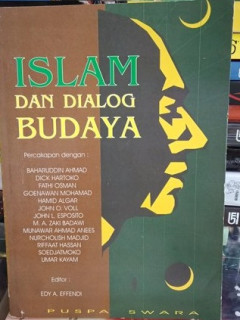 ISLAM
DAN DIALOG
BUDAYA
Percakapan dengan :
BAHARUDDIN AHMAD
DICK HARTOKO
FATHI OSMAN
GOENAWAN MOHAMAD
HAMID ALGAR
JOHN O. VOLL
JOHN L. ESPOSITO
M. A. ZAKI BADAWI
MUNAWAR AHMAD ANEES
NURCHOLISH MADJID
RIFFAAT HASSAN
SOEDJATMOKO
UMAR KAYAM
Editor :
EDY A. EFFENDI
PUSPA SWARA